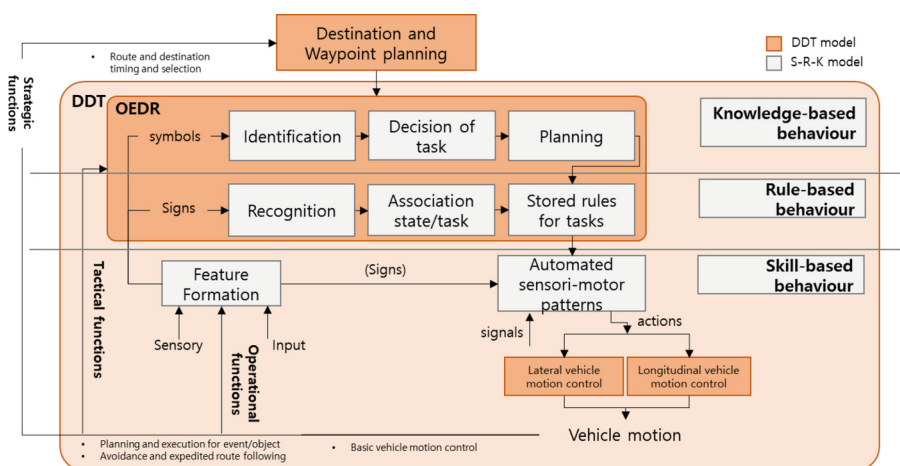 Destination and
Waypoint planning
DDT model
S-R-K model
• Route and destination
timing and selection
Strategic
functions
DDT
OEDR
symbols
Identification
Decision of
task
Planning
Knowledge-based
behaviour
Signs
Recognition
Association
state/task
Stored rules
for tasks
Rule-based
behaviour
Tactical functions
Feature
Formation
(Signs)
Automated
sensori-motor
patterns
Skill-based
behaviour
Sensory
Input
Operational
functions
signals
actions
Lateral vehicle
motion control
Longitudinal vehicle
motion control
Vehicle motion
• Planning and execution for event/object
• Avoidance and expedited route following
• Basic vehicle motion control